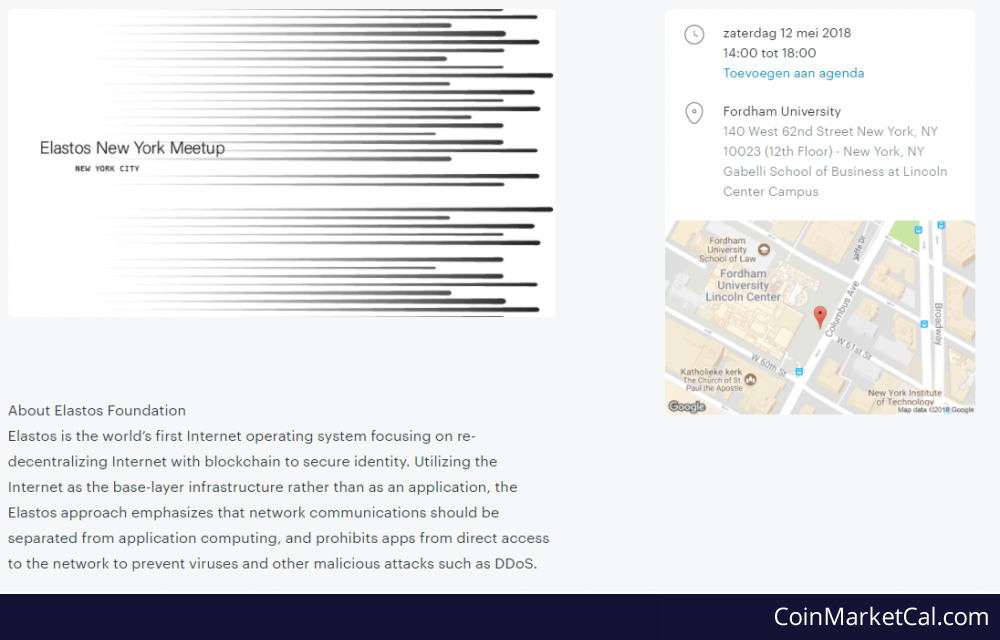 Elastos New York Meetup
NEW YORK CITY
zaterdag 12 mei 2018
14:00 tot 18:00
Toevoegen aan agenda
Fordham University
140 West 62nd Street New York, NY
10023 (12th Floor) - New York, NY
Gabelli School of Business at Lincoln
Center Campus
Fordham
University
School of Law
Fordham
University
Lincoln Center
Jaffe Dr
Columbus Ave
Broadway
W 61st St
W 60th St
Katholieke kerk
The Church of St.
Paul the Apostle
New York Institute
of Technology
Google
Map data ©2018 Google
About Elastos Foundation
Elastos is the world’s first Internet operating system focusing on re-
decentralizing Internet with blockchain to secure identity. Utilizing the
Internet as the base-layer infrastructure rather than as an application, the
Elastos approach emphasizes that network communications should be
separated from application computing, and prohibits apps from direct access
to the network to prevent viruses and other malicious attacks such as DDoS.
CoinMarketCal.com